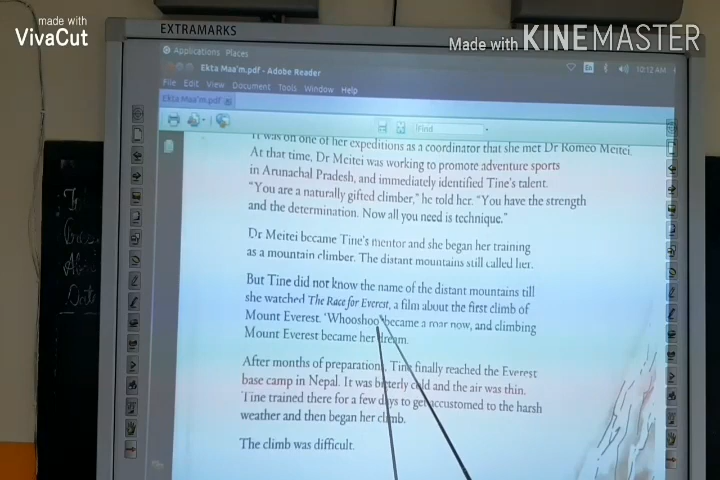 made with
VivaCut
EXTRAMARKS
Made with KINEMASTER
Applications Places
En
10:12 AM
Ekta Maa'm.pdf - Adobe Reader
File Edit View Document Tools Window Help
Ekta Maa'm.pdf
Find
It was on one of her expeditions as a coordinator that she met Dr Romeo Meitei.
At that time, Dr Meitei was working to promote adventure sports
in Arunachal Pradesh, and immediately identified Tine's talent.
"You are a naturally gifted climber," he told her. "You have the strength
and the determination. Now all you need is technique."
Dr Meitei became Tine's mentor and she began her training
as a mountain climber. The distant mountains still called her.
But Tine did not know the name of the distant mountains till
she watched The Race for Everest, a film about the first climb of
Mount Everest. 'Whooshoo' became a roar now, and climbing
Mount Everest became her dream.
After months of preparations, Tine finally reached the Everest
base camp in Nepal. It was bitterly cold and the air was thin.
Tine trained there for a few days to get accustomed to the harsh
weather and then began her climb.
The climb was difficult.